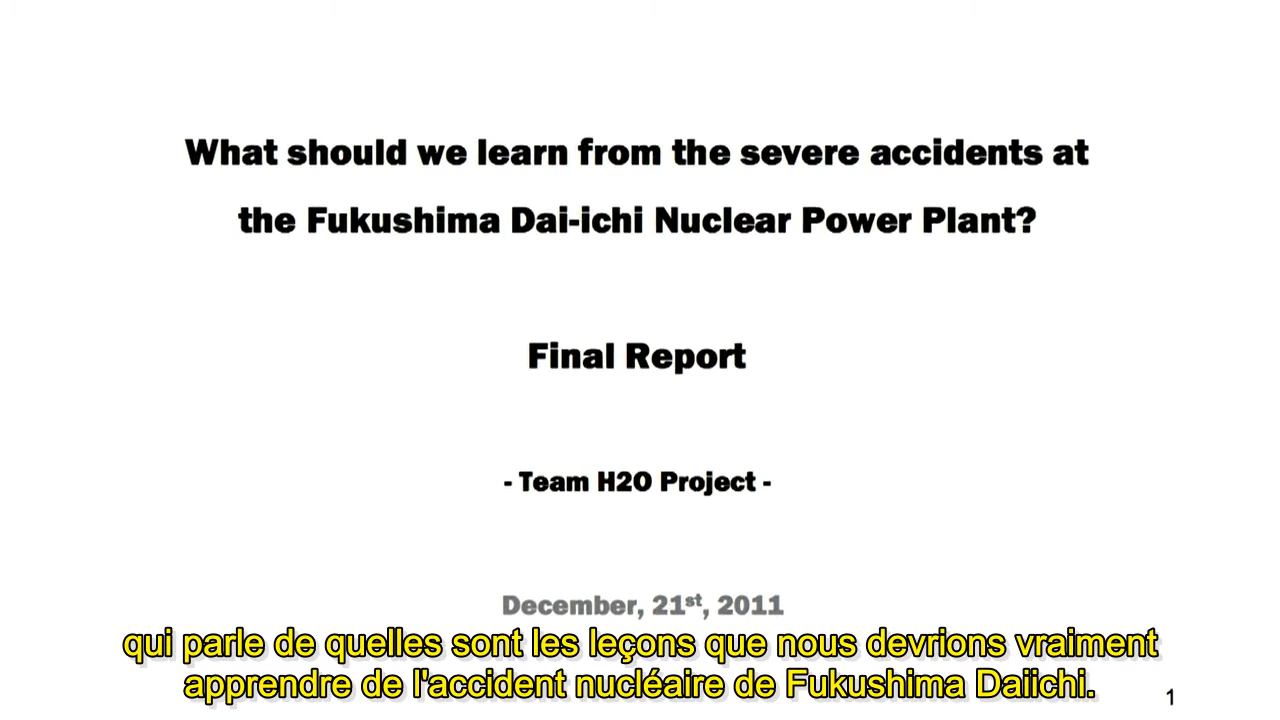 What should we learn from the severe accidents at
the Fukushima Dai-ichi Nuclear Power Plant?
Final Report
- Team H2O Project -
December, 21st, 2011
qui parle de quelles sont les leçons que nous devrions vraiment
apprendre de l'accident nucléaire de Fukushima Daiichi.
1